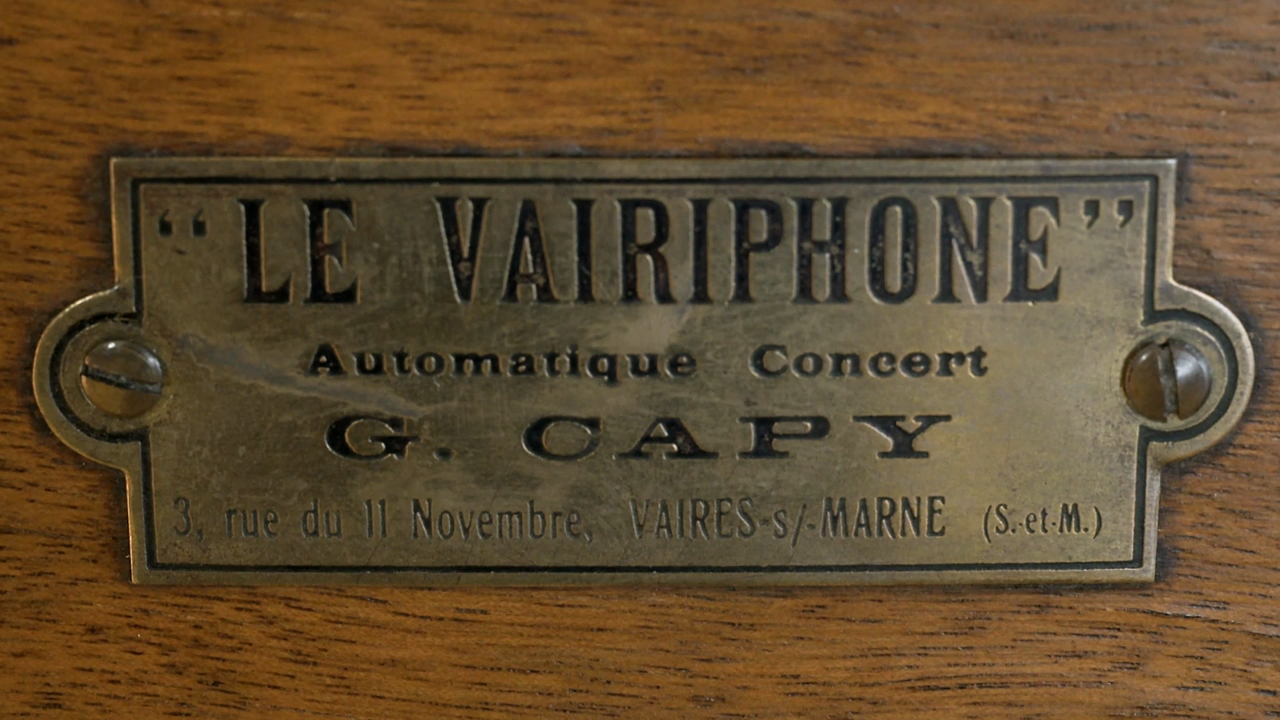 “LE VAIRIPHONE”
Automatique Concert
G. CAPY
3, rue du 11 Novembre, VAIRES-s/-MARNE (S.-et-M.)